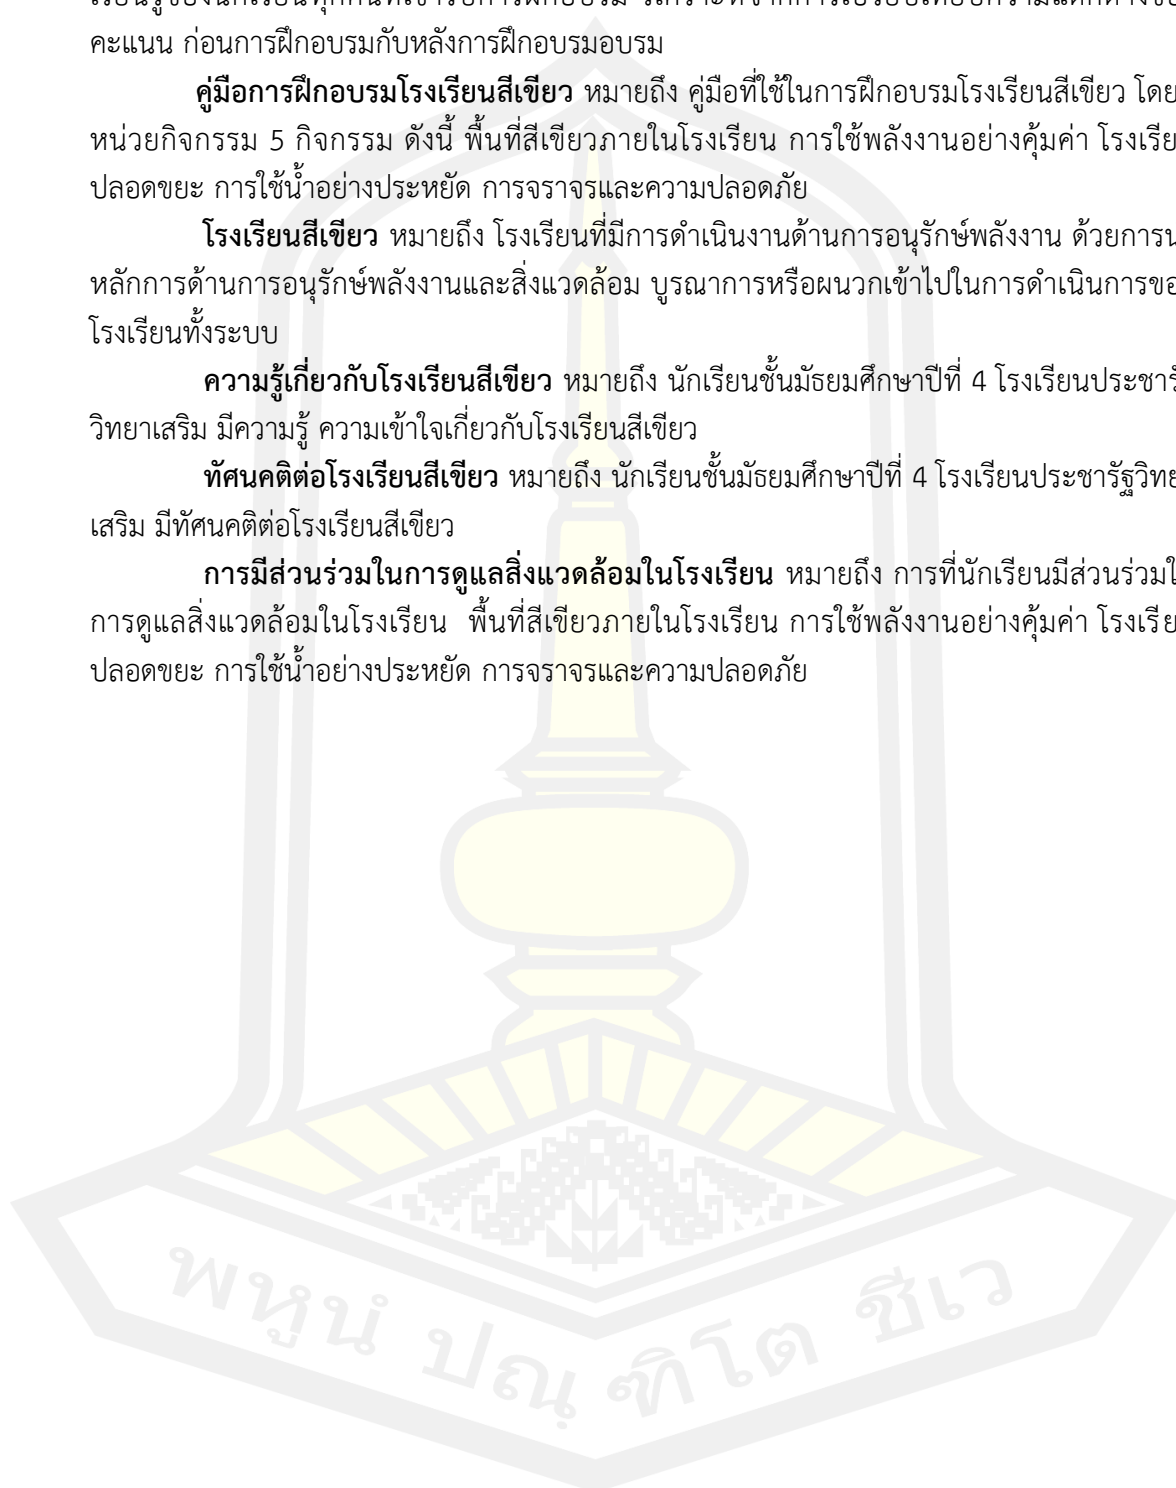 คะแนน ก่อนการฝึกอบรมกับหลังการฝึกอบรมอบรม
คู่มือการฝึกอบรมโรงเรียนสีเขียว หมายถึง คู่มือที่ใช้ในการฝึกอบรมโรงเรียนสีเขียว โดย
หน่วยกิจกรรม 5 กิจกรรม ดังนี้ พื้นที่สีเขียวภายในโรงเรียน การใช้พลังงานอย่างคุ้มค่า
ปลอดขยะ การใช้น้ำอย่างประหยัด การจราจรและความปลอดภัย
โรงเรียนสีเขียว หมายถึง โรงเรียนที่มีการดำเนินงานด้านการอนุรักษ์พลังงาน ด้วยการ
หลักการด้านการอนุรักษ์พลังงานและสิ่งแวดล้อม บูรณาการหรือผนวกเข้าไปในการดำเนินการ
โรงเรียนทั้งระบบ
ความรู้เกี่ยวกับโรงเรียนสีเขียว หมายถึง นักเรียนชั้นมัธยมศึกษาปีที่ 4
วิทยาเสริม มีความรู้ ความเข้าใจเกี่ยวกับโรงเรียนสีเขียว
ทัศนคติต่อโรงเรียนสีเขียว หมายถึง นักเรียนชั้นมัธยมศึกษาปีที่ 4 โรงเรียนประชารัฐวิทย
เสริม มีทัศนคติต่อโรงเรียนสีเขียว
การมีส่วนร่วมในการดูแลสิ่งแวดล้อมในโรงเรียน หมายถึง การที่นักเรียนมีส่วนร่วม
การดูแลสิ่งแวดล้อมในโรงเรียน พื้นที่สีเขียวภายในโรงเรียน การใช้พลังงานอย่างคุ้มค่า
ปลอดขยะ การใช้น้ำอย่างประหยัด การจราจรและความปลอดภัย
พหูนํ ปณฺฑิโต ชีเว